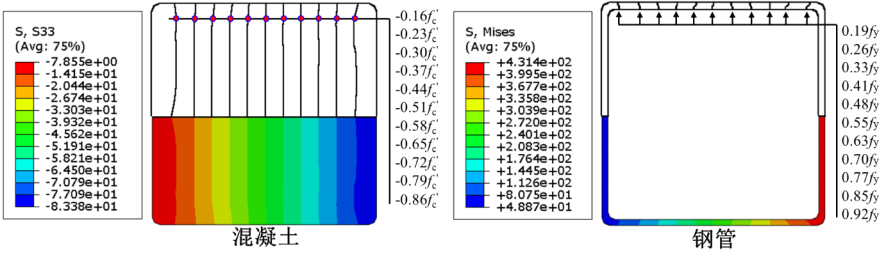 S, S33
(Avg: 75%)
-7.855e+00
-1.415e+01
-2.044e+01
-2.674e+01
-3.303e+01
-3.932e+01
-4.562e+01
-5.191e+01
-5.821e+01
-6.450e+01
-7.079e+01
-7.709e+01
-8.338e+01
-0.16f'c
-0.23f'c
-0.30f'c
-0.37f'c
-0.44f'c
-0.51f'c
-0.58f'c
-0.65f'c
-0.72f'c
-0.79f'c
-0.86f'c
混凝土
S, Mises
(Avg: 75%)
+4.314e+02
+3.995e+02
+3.677e+02
+3.358e+02
+3.039e+02
+2.720e+02
+2.401e+02
+2.083e+02
+1.764e+02
+1.445e+02
+1.126e+02
+8.075e+01
+4.887e+01
0.19fy
0.26fy
0.33fy
0.41fy
0.48fy
0.55fy
0.63fy
0.70fy
0.77fy
0.85fy
0.92fy
钢管